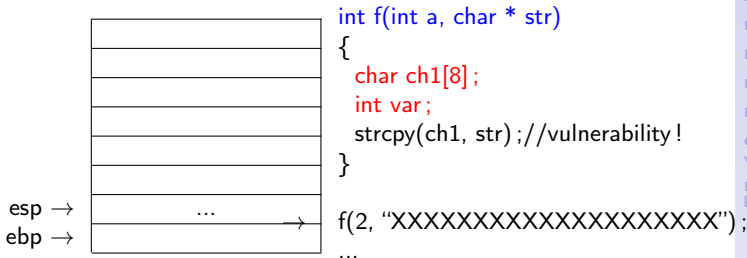 int f(int a, char * str)
{
char ch1[8] ;
int var ;
strcpy(ch1, str) ;//vulnerability !
}
esp → ...
→ f(2, “XXXXXXXXXXXXXXXXXXXX”) ;
ebp →
...